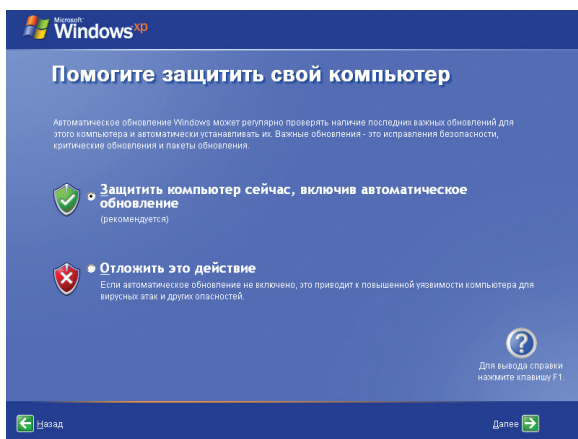 Microsoft
Windows xp
Помогите защитить свой компьютер
Автоматическое обновление Windows может регулярно проверять наличие последних важных обновлений для
этого компьютера и автоматически устанавливать их. Важные обновления - это исправления безопасности,
критические обновления и пакеты обновления.
Защитить компьютер сейчас, включив автоматическое
обновление
(рекомендуется)
Отложить это действие
Если автоматическое обновление не включено, это приводит к повышенной уязвимости компьютера для
вирусных атак и других опасностей.
?
Для вывода справки
нажмите клавишу F1.
Назад
Далее